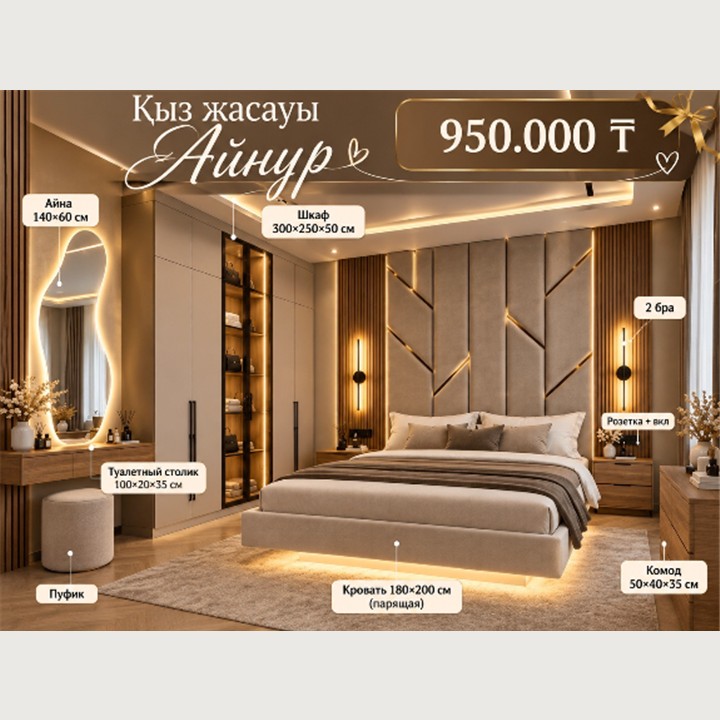 Қыз жасауы
Айнур
950.000 ₸
Айна
140×60 см
Шкаф
300×250×50 см
2 бра
Розетка + вкл
Туалетный столик
100×20×35 см
Пуфик
Кровать 180×200 см
(парящая)
Комод
50×40×35 см